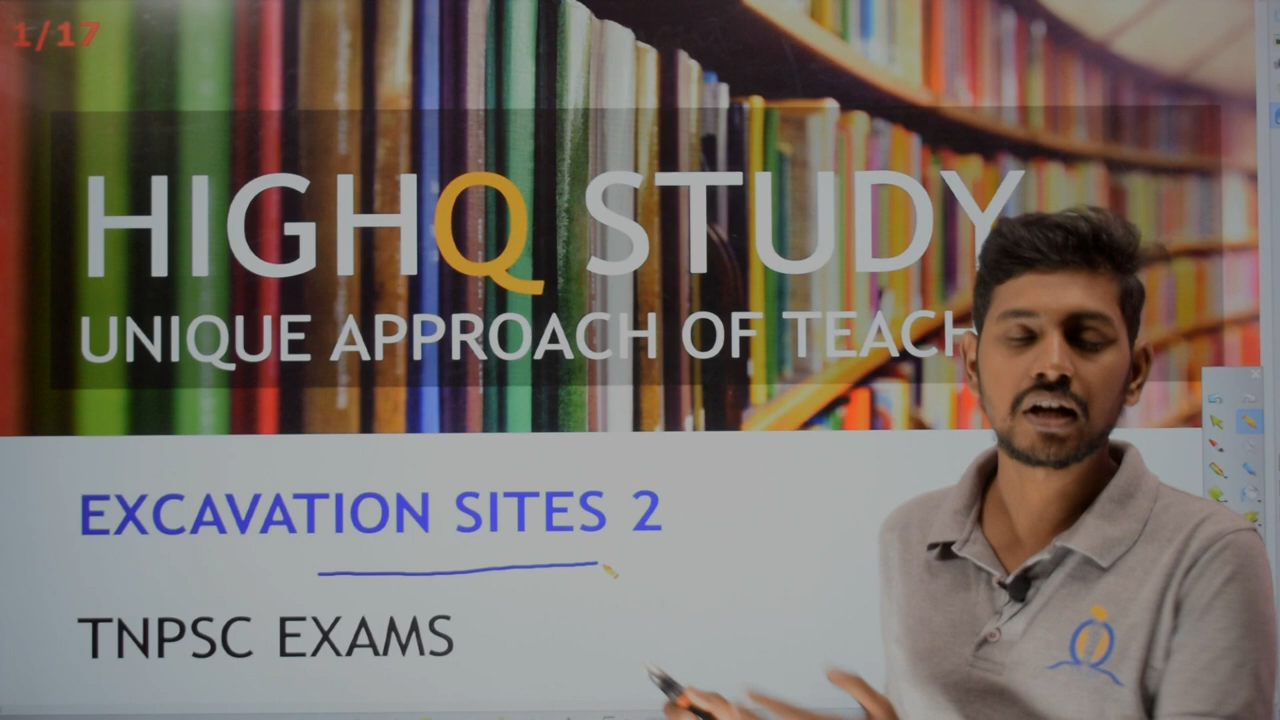 1/17
HIGHQ STUDY
UNIQUE APPROACH OF TEACH
EXCAVATION SITES 2
TNPSC EXAMS